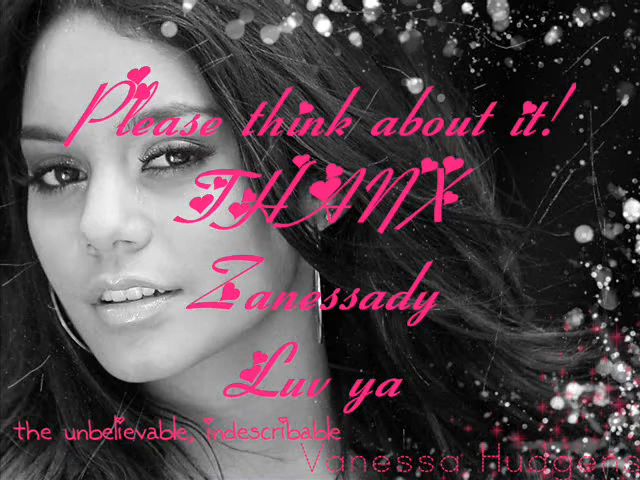 Please think about it!
THANX
Zanessady
Luv ya
the unbelievable, indescribable
Vanessa Hudgens